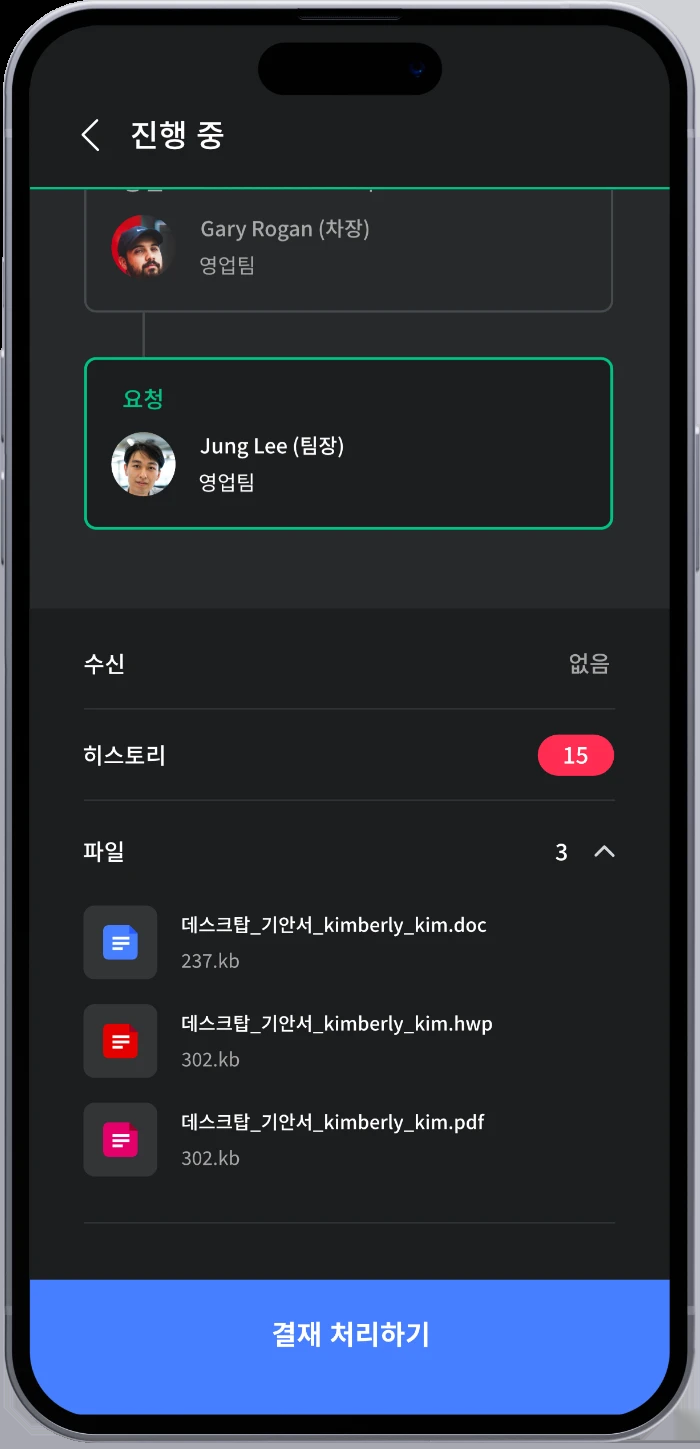 진행 중
Gary Rogan (차장)
영업팀
요청
Jung Lee (팀장)
영업팀
수신
없음
히스토리
15
파일
3
데스크탑_기안서_kimberly_kim.doc
237.kb
데스크탑_기안서_kimberly_kim.hwp
302.kb
데스크탑_기안서_kimberly_kim.pdf
302.kb
결재 처리하기